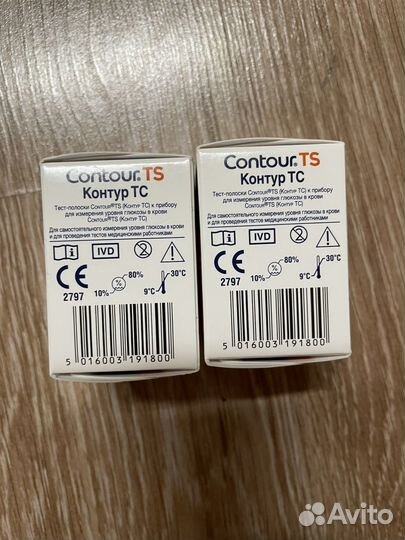 Contour TS
Контур ТС
Тест-полоски Contour®TS (Контур ТС) к прибору
для измерения уровня глюкозы в крови
Contour®TS (Контур ТС)
Для самостоятельного измерения уровня глюкозы в крови
и для проведения тестов медицинскими работниками
i IVD 2
CE 2797 10% 80% 9°C 30°C
5 016003 191800
Contour TS
Контур ТС
Тест-полоски Contour®TS (Контур ТС) к прибору
для измерения уровня глюкозы в крови
Contour®TS (Контур ТС)
Для самостоятельного измерения уровня глюкозы в крови
и для проведения тестов медицинскими работниками
i IVD 2
CE 2797 10% 80% 9°C 30°C
5 016003 191800
Avito